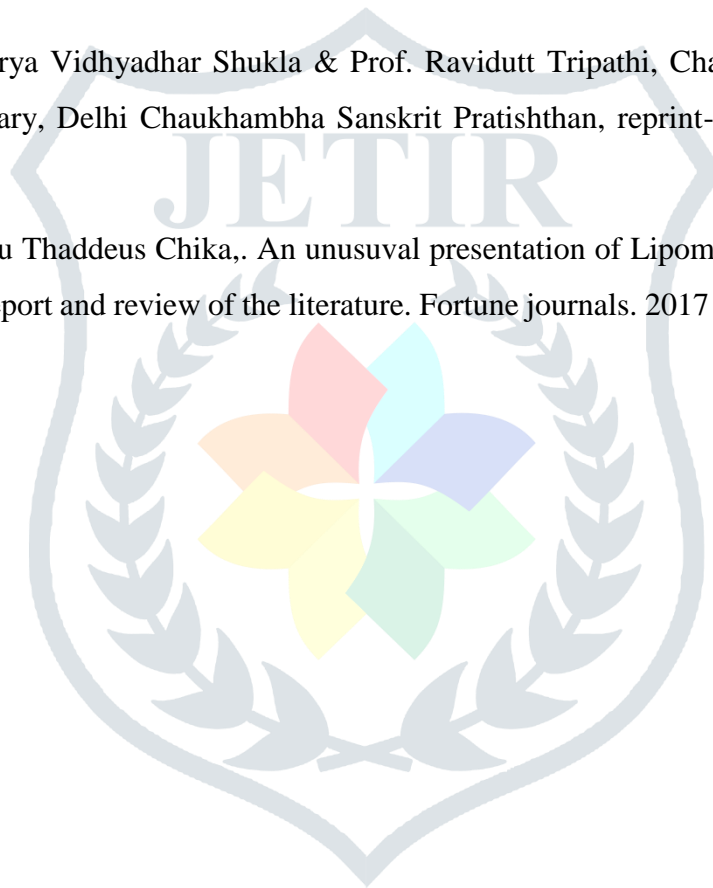 rya Vidhyadhar Shukla & Prof. Ravidutt Tripathi, Cha
ary, Delhi Chaukhambha Sanskrit Pratishthan, reprint-
JETIR
u Thaddeus Chika,. An unusuval presentation of Lipom
port and review of the literature. Fortune journals. 2017